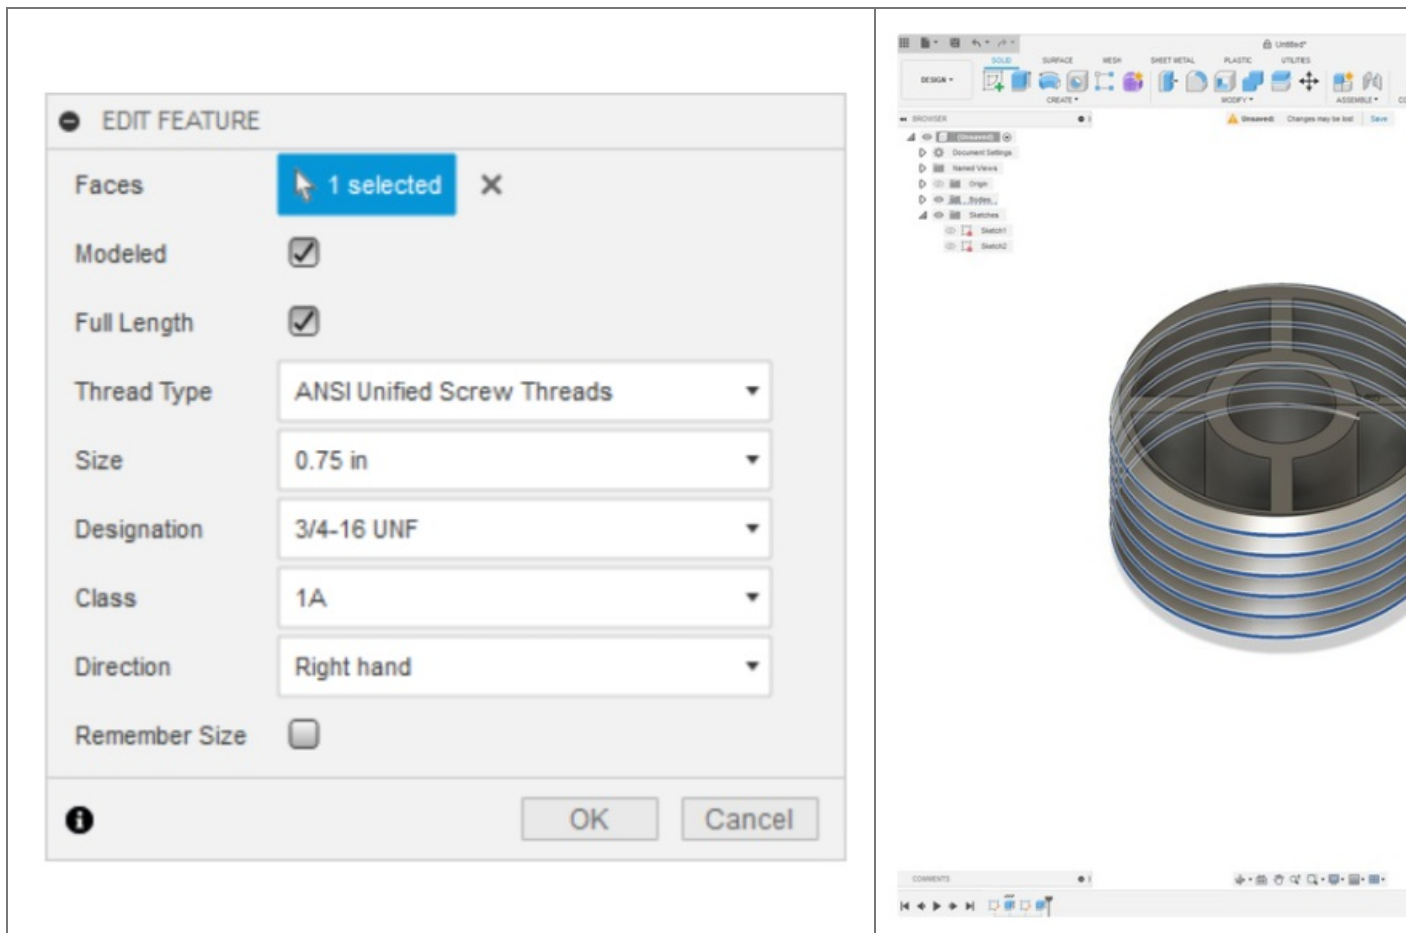 EDIT FEATURE
Faces
1 selected
Modeled
Full Length
Thread Type
ANSI Unified Screw Threads
Size
0.75 in
Designation
3/4-16 UNF
Class
1A
Direction
Right hand
Remember Size
OK
Cancel
Untitled*
SOLID SURFACE MESH SHEET METAL PLASTIC UTILITIES
DESIGN
CREATE MODIFY ASSEMBLE
BROWSER
Unsaved: Changes may be lost Save
(Unsaved)
Document Settings
Named Views
Origin
Bodies
Sketches
Sketch1
Sketch2
COMMENTS